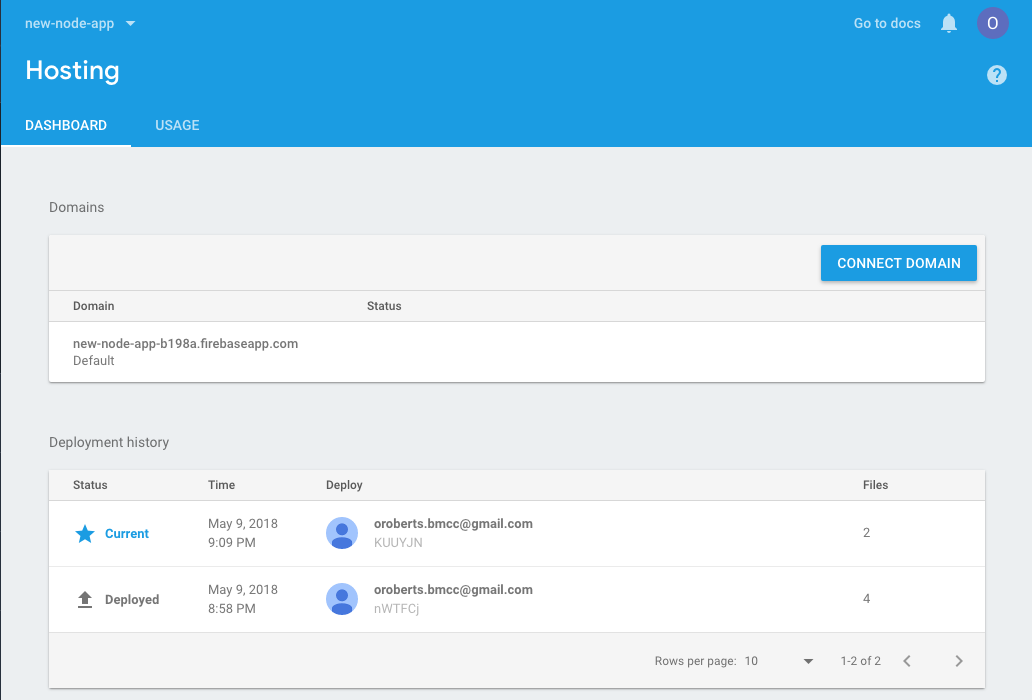 new-node-app
Go to docs
O
Hosting
?
DASHBOARD
USAGE
Domains
CONNECT DOMAIN
Domain
Status
new-node-app-b198a.firebaseapp.com
Default
Deployment history
Status
Time
Deploy
Files
Current
May 9, 2018
9:09 PM
oroberts.bmcc@gmail.com
KUUYJN
2
Deployed
May 9, 2018
8:58 PM
oroberts.bmcc@gmail.com
nWTFCj
4
Rows per page: 10
1-2 of 2